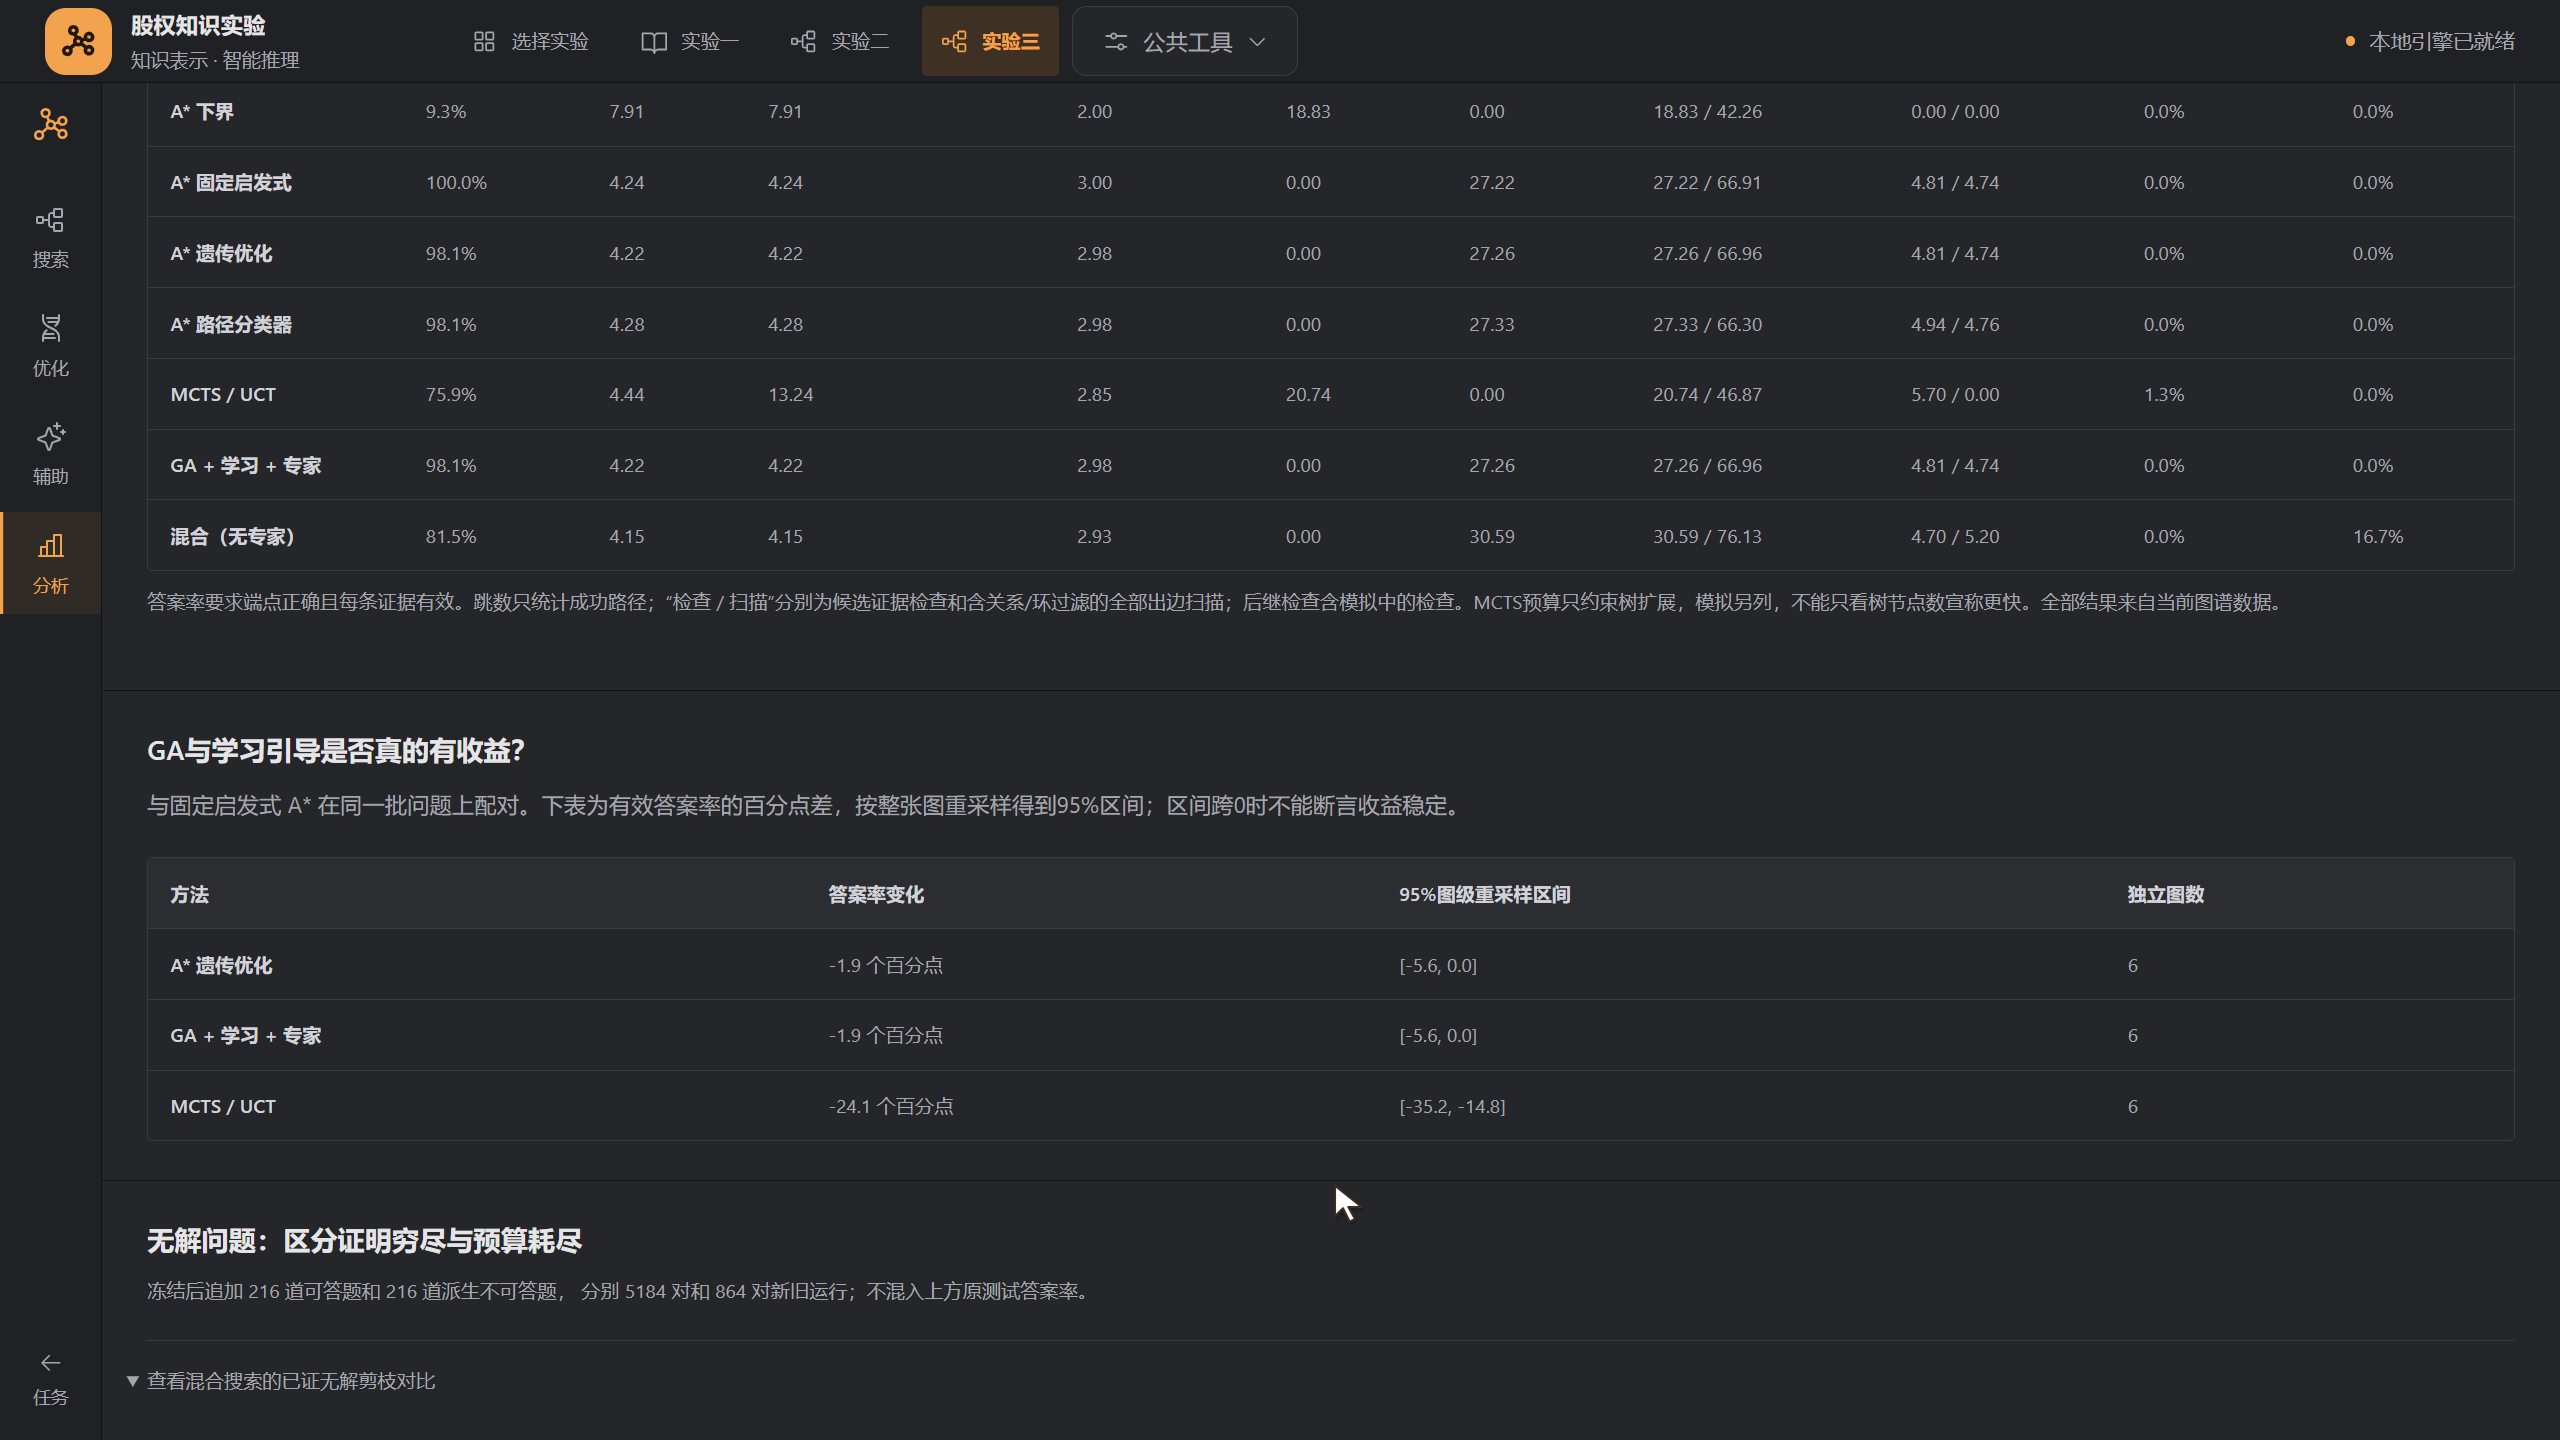 股权知识实验
知识表示 · 智能推理
选择实验
实验一
实验二
实验三
公共工具
本地引擎已就绪
搜索
优化
辅助
分析
任务
A* 下界 9.3% 7.91 7.91 2.00 18.83 0.00 18.83 / 42.26 0.00 / 0.00 0.0% 0.0%
A* 固定启发式 100.0% 4.24 4.24 3.00 0.00 27.22 27.22 / 66.91 4.81 / 4.74 0.0% 0.0%
A* 遗传优化 98.1% 4.22 4.22 2.98 0.00 27.26 27.26 / 66.96 4.81 / 4.74 0.0% 0.0%
A* 路径分类器 98.1% 4.28 4.28 2.98 0.00 27.33 27.33 / 66.30 4.94 / 4.76 0.0% 0.0%
MCTS / UCT 75.9% 4.44 13.24 2.85 20.74 0.00 20.74 / 46.87 5.70 / 0.00 1.3% 0.0%
GA + 学习 + 专家 98.1% 4.22 4.22 2.98 0.00 27.26 27.26 / 66.96 4.81 / 4.74 0.0% 0.0%
混合（无专家） 81.5% 4.15 4.15 2.93 0.00 30.59 30.59 / 76.13 4.70 / 5.20 0.0% 16.7%
答案率要求端点正确且每条证据有效。跳数只统计成功路径；“检查 / 扫描”分别为候选证据检查和含关系/环过滤的全部出边扫描；后继检查含模拟中的检查。MCTS预算只约束树扩展，模拟另列，不能只看树节点数宣称更快。全部结果来自当前图谱数据。
GA与学习引导是否真的有收益？
与固定启发式 A* 在同一批问题上配对。下表为有效答案率的百分点差，按整张图重采样得到95%区间；区间跨0时不能断言收益稳定。
方法 答案率变化 95%图级重采样区间 独立图数
A* 遗传优化 -1.9 个百分点 [-5.6, 0.0] 6
GA + 学习 + 专家 -1.9 个百分点 [-5.6, 0.0] 6
MCTS / UCT -24.1 个百分点 [-35.2, -14.8] 6
无解问题：区分证明穷尽与预算耗尽
冻结后追加 216 道可答题和 216 道派生不可答题， 分别 5184 对和 864 对新旧运行；不混入上方原测试答案率。
▼ 查看混合搜索的已证无解剪枝对比